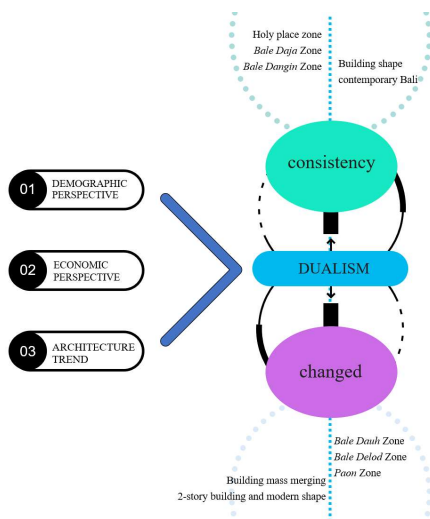 Holy place zone
Bale Daja Zone
Bale Dangin Zone
Building shape
contemporary Bali
consistency
01 DEMOGRAPHIC
PERSPECTIVE
02 ECONOMIC
PERSPECTIVE
03 ARCHITECTURE
TREND
DUALISM
changed
Bale Dauh Zone
Bale Delod Zone
Paon Zone
Building mass merging
2-story building and modern shape